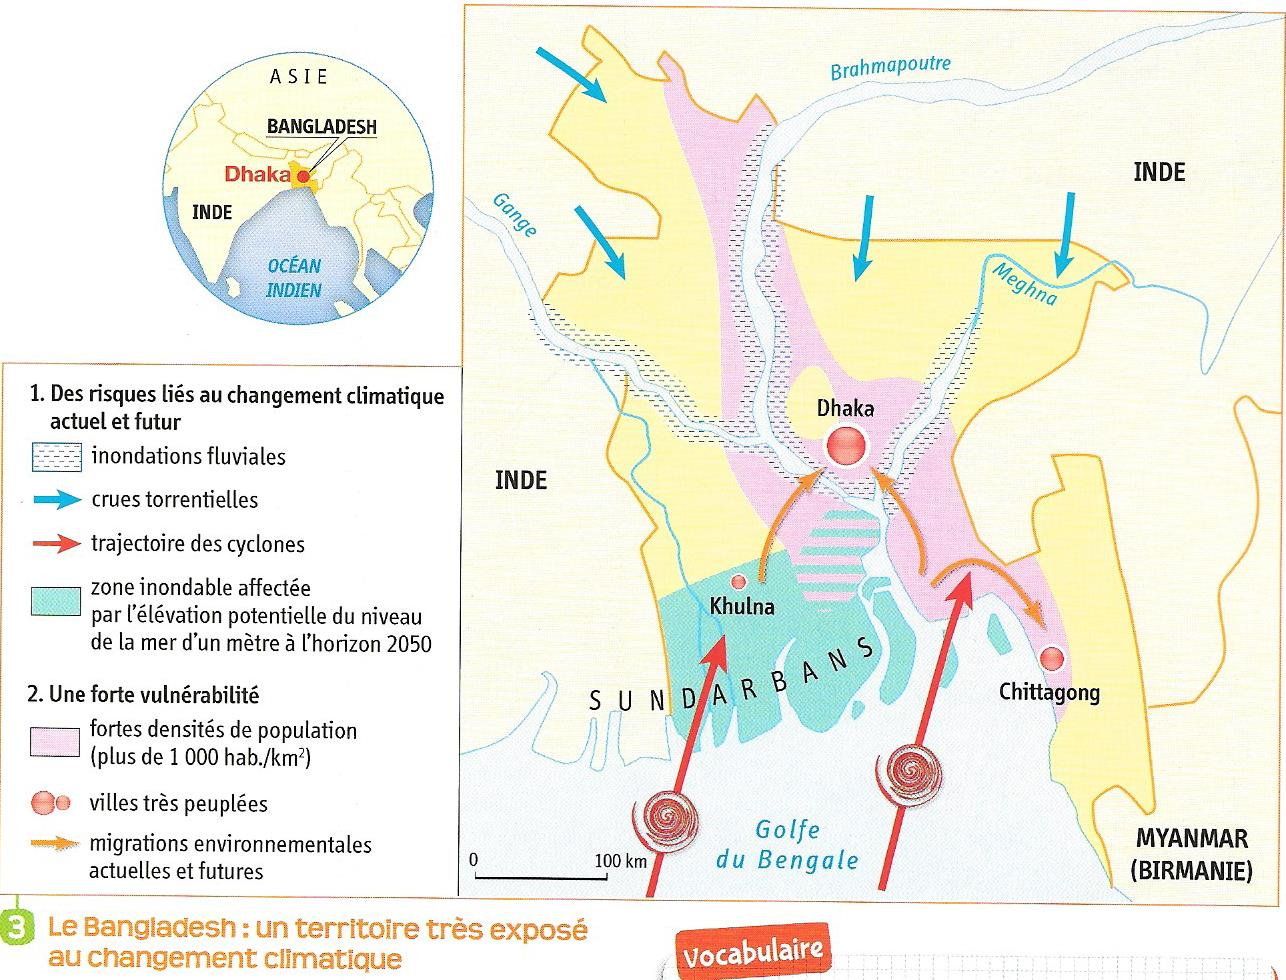 ASIE
BANGLADESH
Dhaka
INDE
OCÉAN
INDIEN
1. Des risques liés au changement climatique
actuel et futur
inondations fluviales
crues torrentielles
trajectoire des cyclones
zone inondable affectée
par l'élévation potentielle du niveau
de la mer d'un mètre à l'horizon 2050
2. Une forte vulnérabilité
fortes densités de population
(plus de 1 000 hab./km²)
villes très peuplées
migrations environnementales
actuelles et futures
Brahmapoutre
INDE
Gange
Meghna
Dhaka
INDE
Khulna
SUNDARBANS
Chittagong
Golfe
du Bengale
MYANMAR
(BIRMANIE)
0 100 km
3 Le Bangladesh : un territoire très exposé
au changement climatique
Vocabulaire